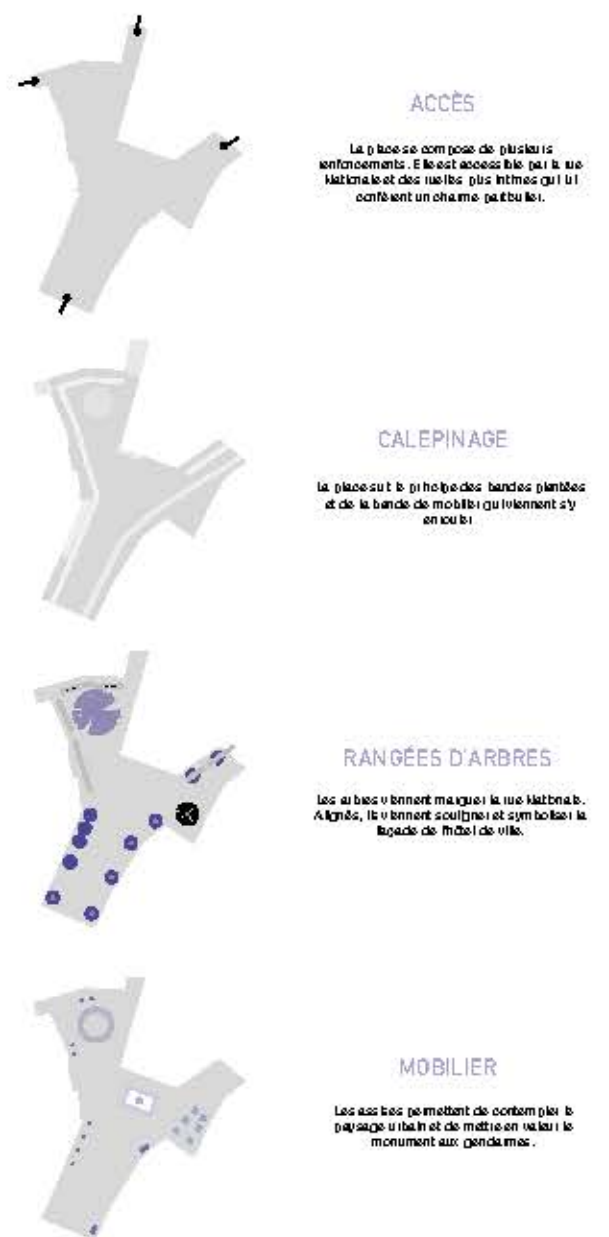 ACCÈS
La place se compose de plusieurs
renfoncements. Elle est accessible par la rue
Nationale et des ruelles plus intimes qui lui
confèrent un charme particulier.
CALEPINAGE
La place suit le principe des bandes plantées
et de la bande de mobilier qui viennent s'y
enrouler
RANGÉES D'ARBRES
Les arbres viennent marquer la rue Nationale.
Alignés, ils viennent souligner et symboliser la
façade de l'hôtel de ville.
MOBILIER
Les assises permettent de contempler le
paysage urbain et de mettre en valeur le
monument aux gendarmes.